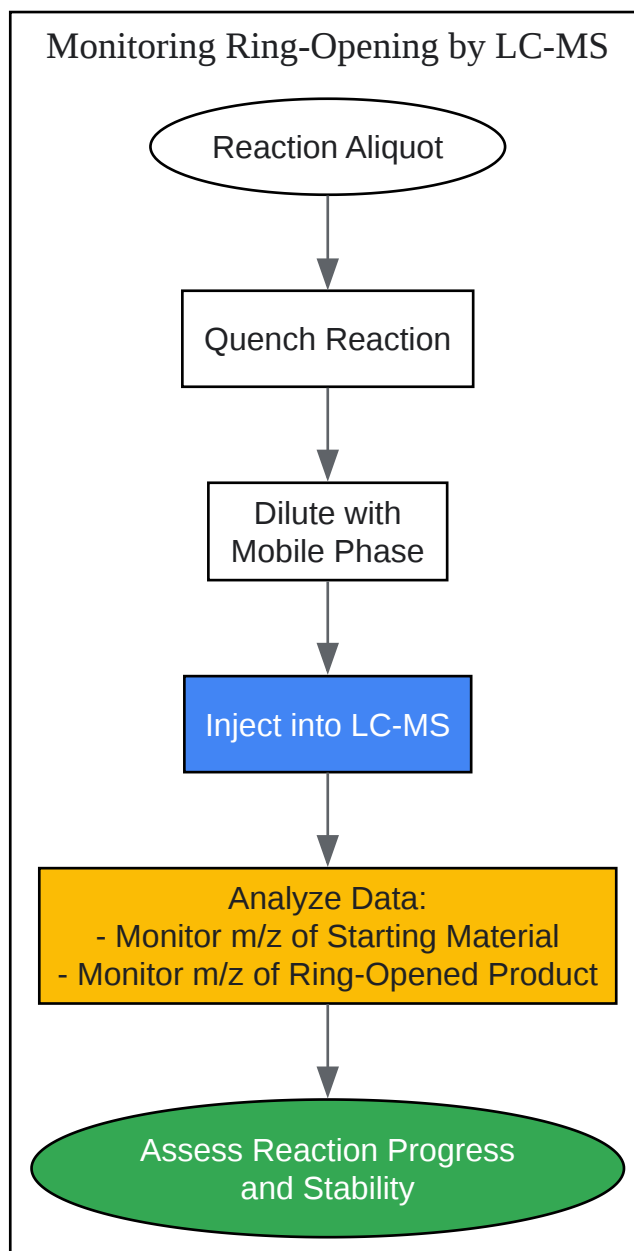 Monitoring Ring-Opening by LC-MS
Reaction Aliquot
Quench Reaction
Dilute with
Mobile Phase
Inject into LC-MS
Analyze Data:
- Monitor m/z of Starting Material
- Monitor m/z of Ring-Opened Product
Assess Reaction Progress
and Stability